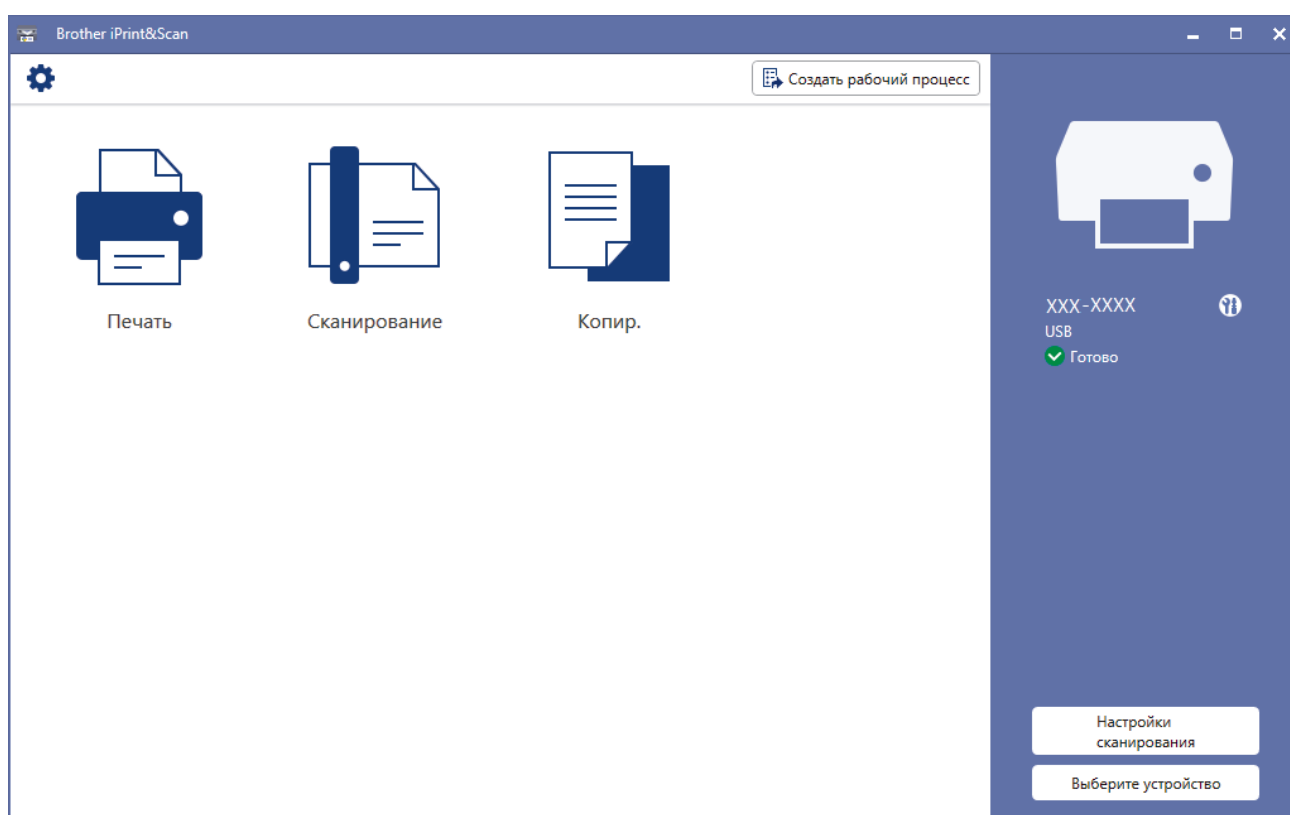 Brother iPrint&Scan
Создать рабочий процесс
Печать
Сканирование
Копир.
XXX-XXXX
USB
Готово
Настройки
сканирования
Выберите устройство